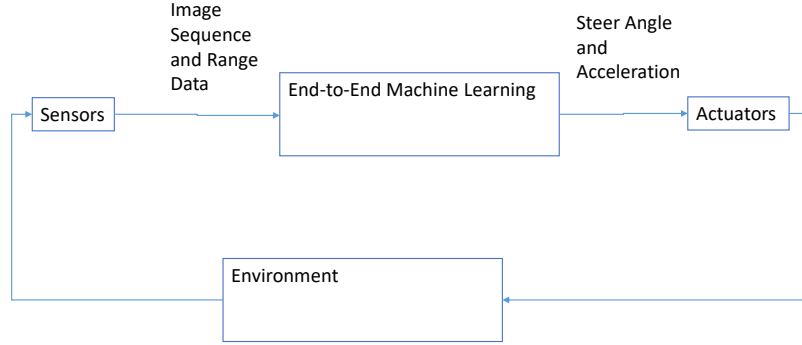 Image
Sequence
and Range
Data
Steer Angle
and
Acceleration
End-to-End Machine Learning
Sensors
Actuators
Environment